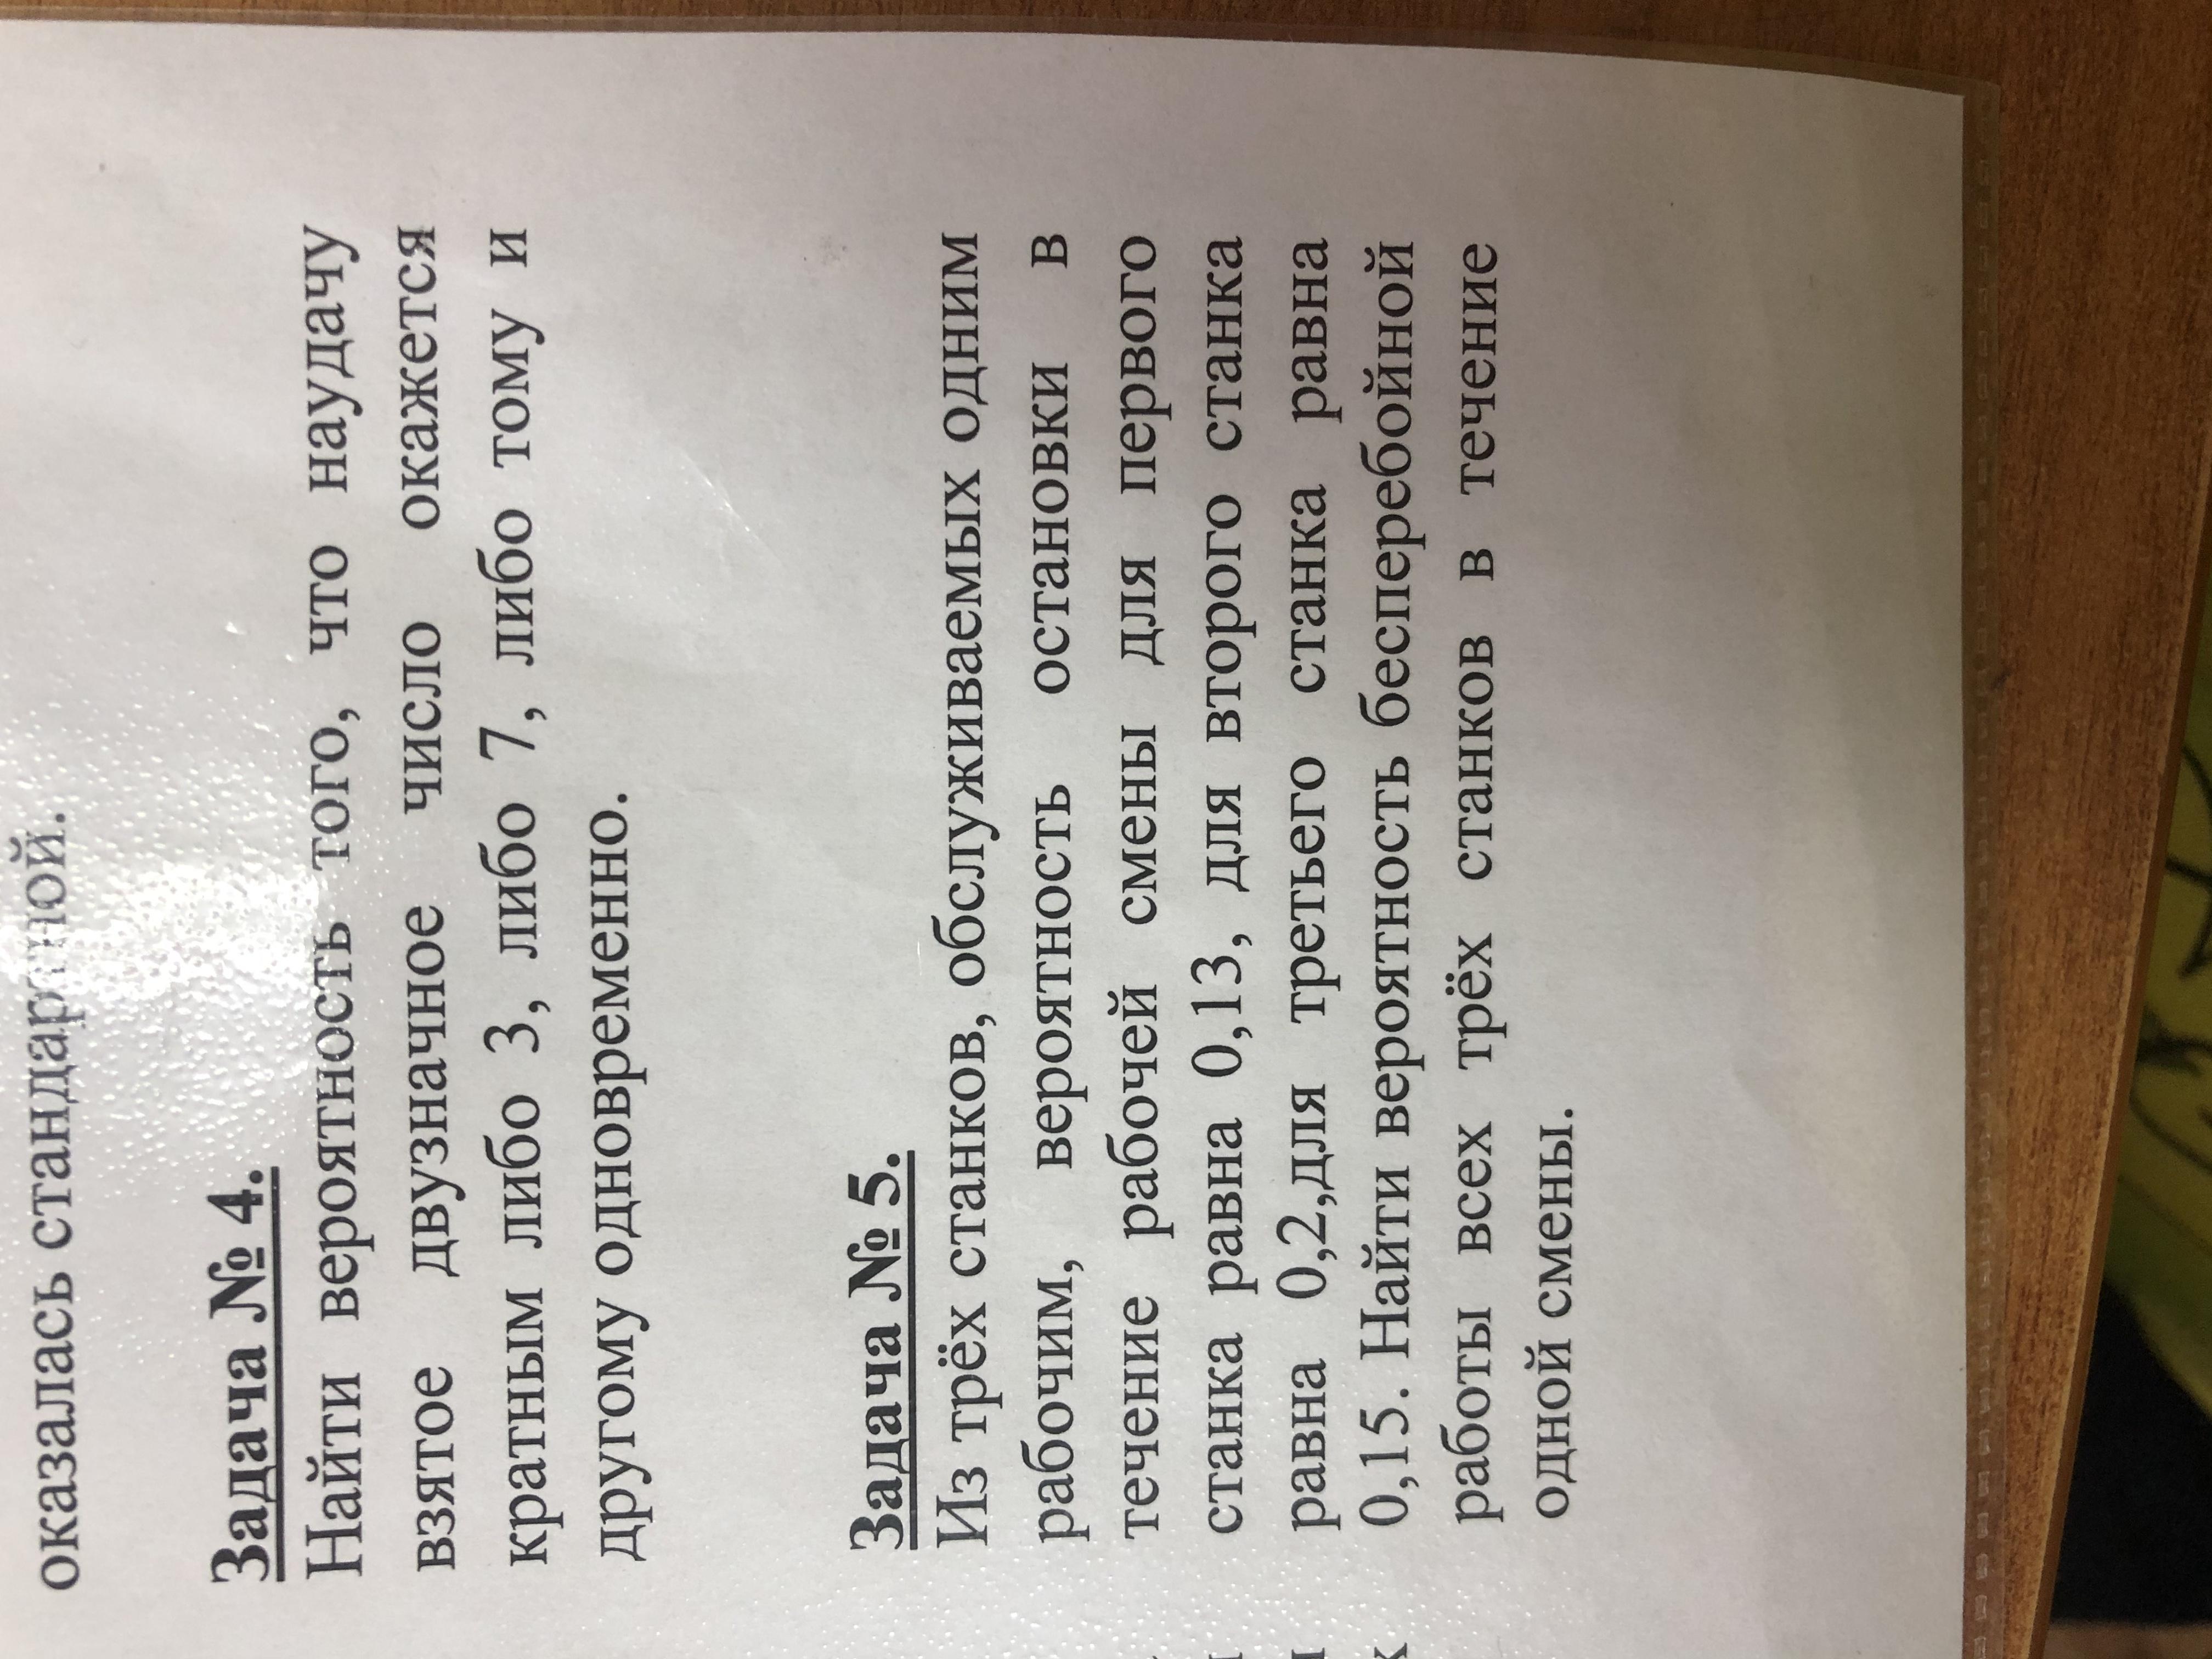 оказалась стандартной.
Задача № 4.
Найти вероятность того, что наудачу
взятое двузначное число окажется
кратным либо 3, либо 7, либо тому и
другому одновременно.
Задача № 5.
Из трёх станков, обслуживаемых одним
рабочим, вероятность остановки в
течение рабочей смены для первого
станка равна 0,13, для второго станка
равна 0,2,для третьего станка равна
0,15. Найти вероятность бесперебойной
работы всех трёх станков в течение
одной смены.